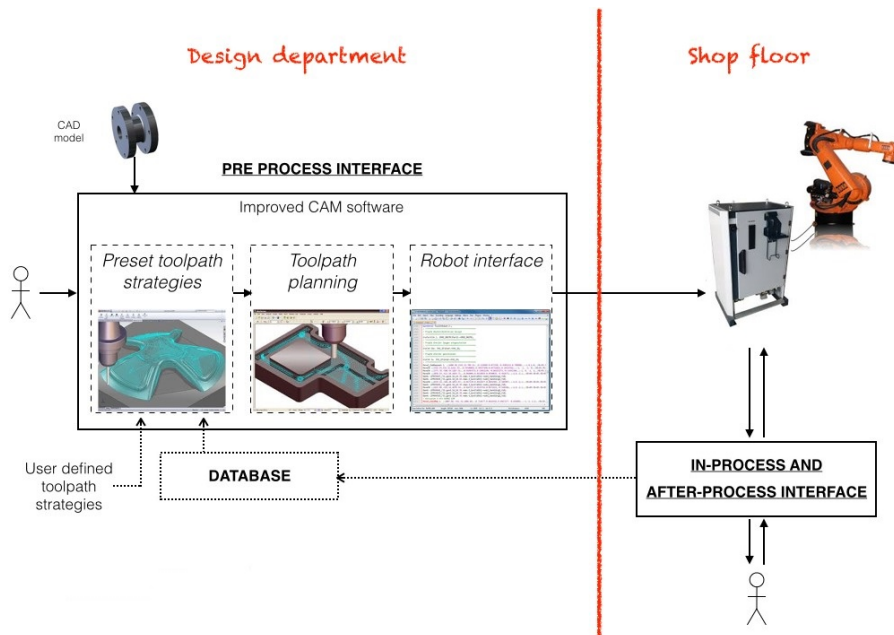 Design department
Shop floor
CAD
model
PRE PROCESS INTERFACE
Improved CAM software
Preset toolpath
strategies
Toolpath
planning
Robot interface
User defined
toolpath
strategies
DATABASE
IN-PROCESS AND
AFTER-PROCESS INTERFACE